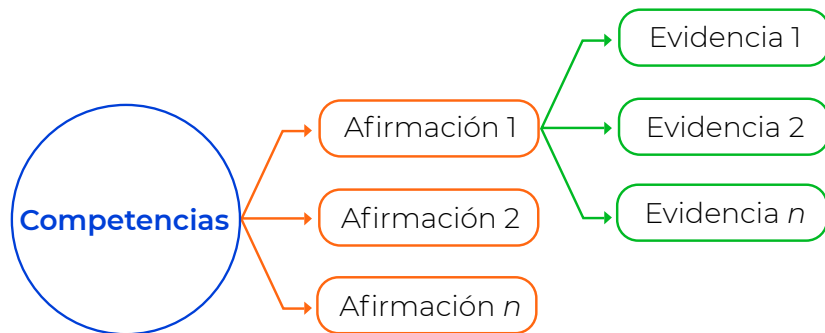 Competencias
Afirmación 1
Afirmación 2
Afirmación n
Evidencia 1
Evidencia 2
Evidencia n